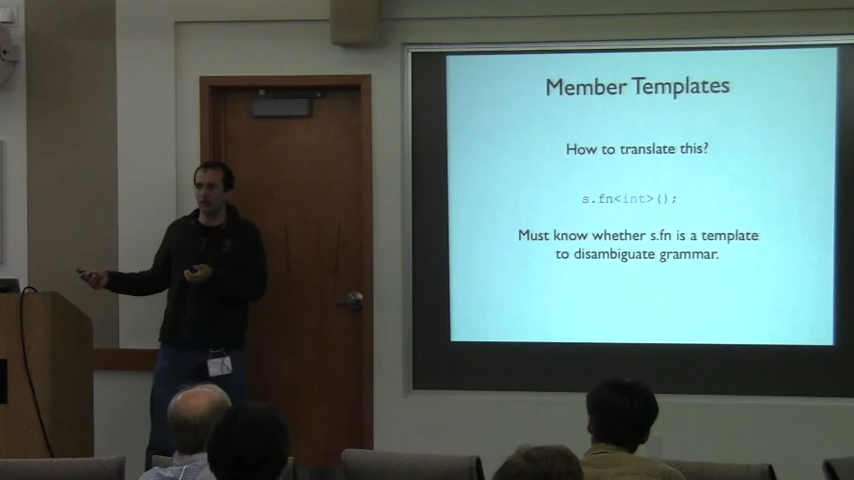 Member Templates
How to translate this?
s.fn<int>();
Must know whether s.fn is a template
to disambiguate grammar.